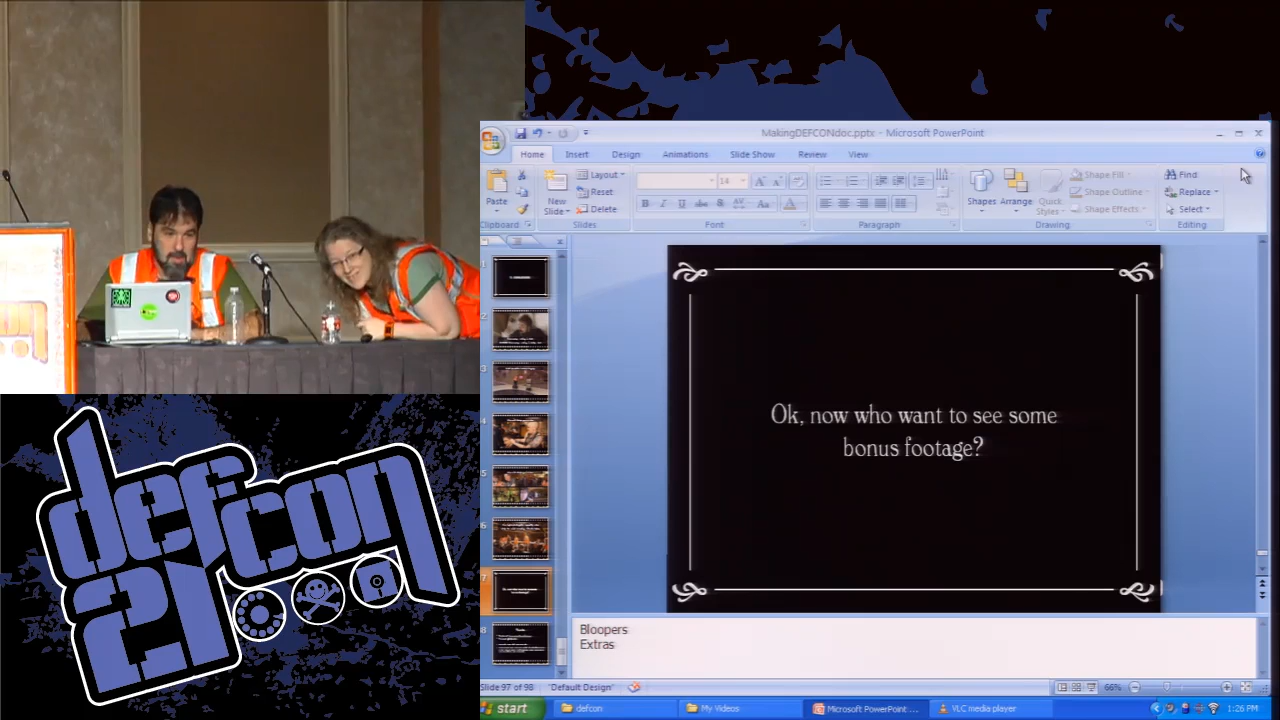 MakingDEFCONdoc.pptx - Microsoft PowerPoint
Home Insert Design Animations Slide Show Review View
Paste
Clipboard
New
Slide
Layout
Reset
Delete
Slides
14
Font
Paragraph
Shapes
Arrange
Quick
Styles
Shape Fill
Shape Outline
Shape Effects
Drawing
Find
Replace
Select
Editing
Ok, now who want to see some
bonus footage?
Bloopers
Extras
Slide 97 of 98 "Default Design" 66%
start defcon My Videos Microsoft PowerPoint ... VLC media player 1:26 PM
defcon
21